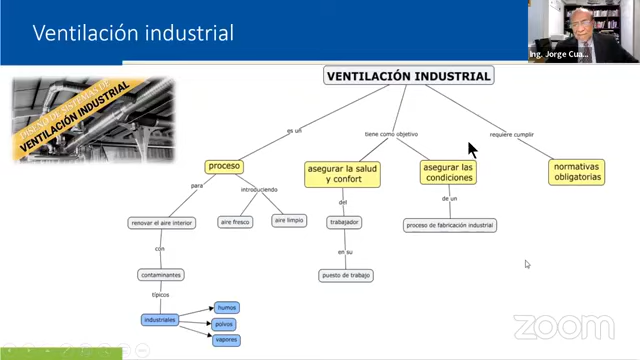 Ventilación industrial
Ing. Jorge Cua...
DISEÑO DE SISTEMAS DE
VENTILACIÓN INDUSTRIAL
VENTILACIÓN INDUSTRIAL
es un
tiene como objetivo
requiere cumplir
proceso
asegurar la salud
y confort
asegurar las
condiciones
normativas
obligatorias
para
introduciendo
del
de un
renovar el aire interior
aire fresco
aire limpio
trabajador
proceso de fabricación industrial
con
en su
contaminantes
puesto de trabajo
típicos
industriales
humos
polvos
vapores
zoom